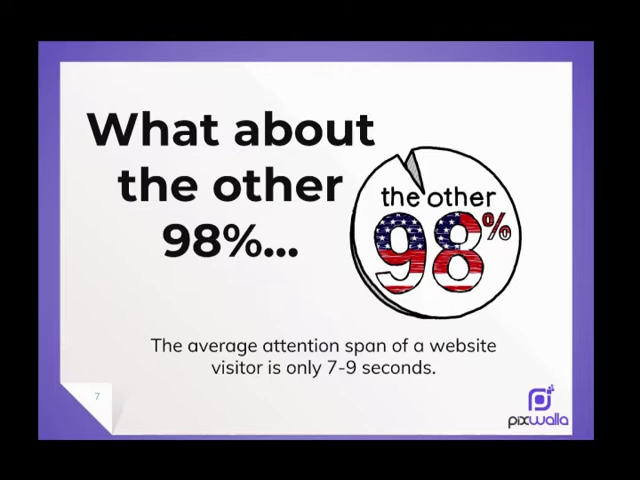 What about
the other
98%...
the other
98%
The average attention span of a website
visitor is only 7-9 seconds.
7
pixwalla